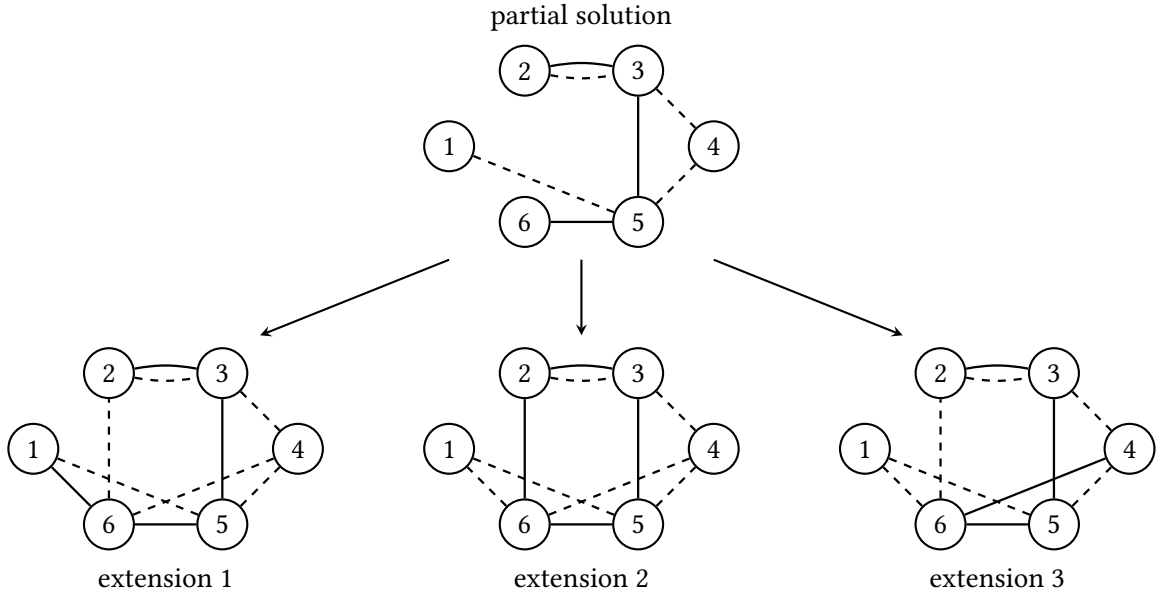 partial solution
2 3
1 4
6 5
2 3 2 3 2 3
1 4 1 4 1 4
6 5 6 5 6 5
extension 1 extension 2 extension 3